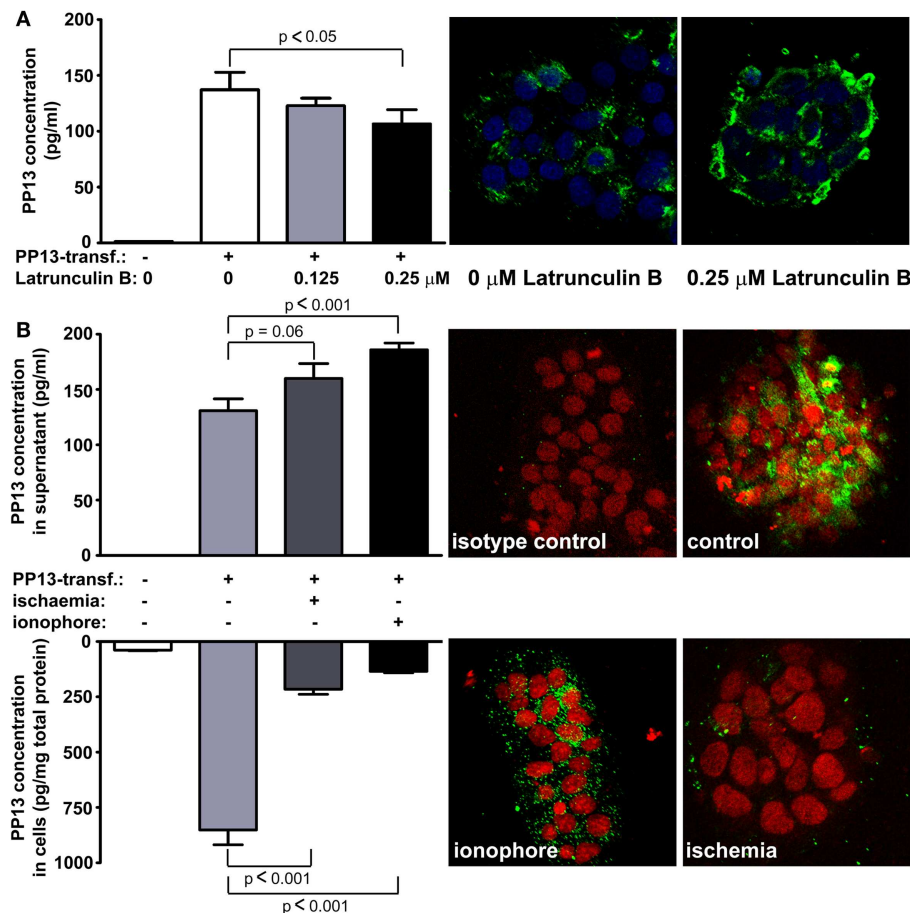 A
p < 0.05
200
150
100
50
0
PP13 concentration
(pg/ml)
PP13-transf.: - + + +
Latrunculin B: 0 0 0.125 0.25 µM
0 µM Latrunculin B
0.25 µM Latrunculin B
B
p < 0.001
p = 0.06
200
150
100
50
0
PP13 concentration
in supernatant (pg/ml)
isotype control
control
PP13-transf.: - + + +
ischaemia: - - + -
ionophore: - - - +
0
250
500
750
1000
PP13 concentration
in cells (pg/mg total protein)
p < 0.001
p < 0.001
ionophore
ischemia